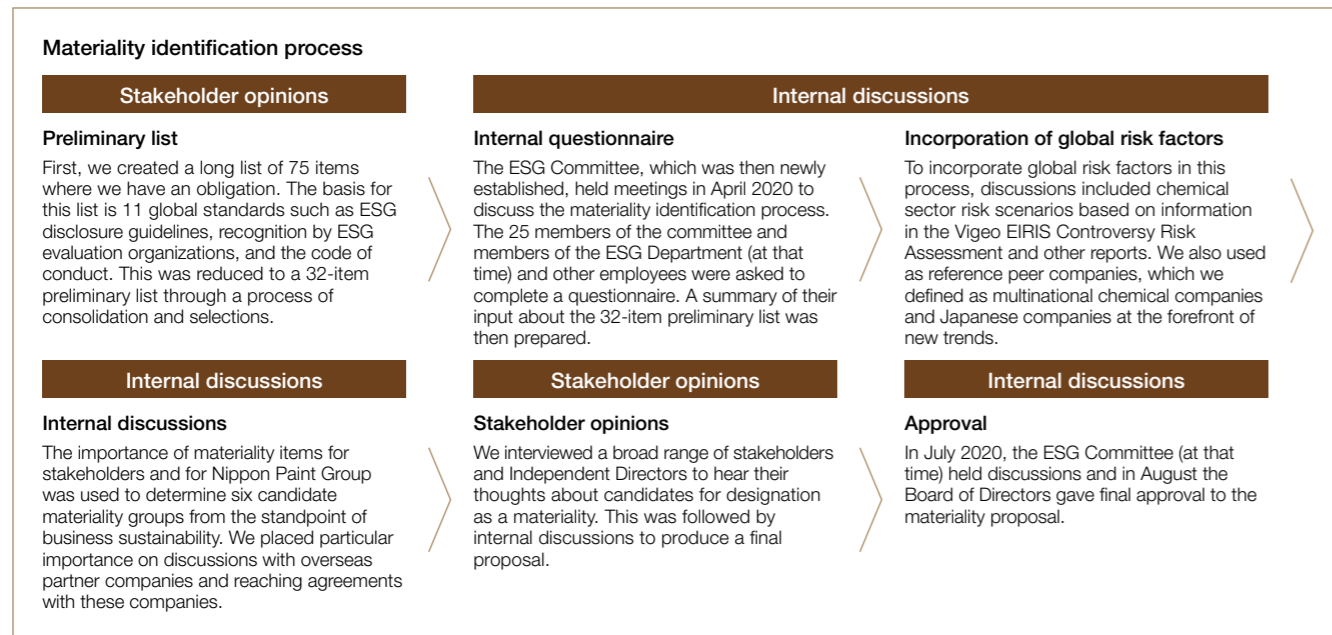 Materiality identification process
Stakeholder opinions
Preliminary list
First, we created a long list of 75 items
where we have an obligation. The basis for
this list is 11 global standards such as ESG
disclosure guidelines, recognition by ESG
evaluation organizations, and the code of
conduct. This was reduced to a 32-item
preliminary list through a process of
consolidation and selections.
Internal discussions
Internal questionnaire
The ESG Committee, which was then newly
established, held meetings in April 2020 to
discuss the materiality identification process.
The 25 members of the committee and
members of the ESG Department (at that
time) and other employees were asked to
complete a questionnaire. A summary of their
input about the 32-item preliminary list was
then prepared.
Incorporation of global risk factors
To incorporate global risk factors in this
process, discussions included chemical
sector risk scenarios based on information
in the Vigeo EIRIS Controversy Risk
Assessment and other reports. We also used
as reference peer companies, which we
defined as multinational chemical companies
and Japanese companies at the forefront of
new trends.
Internal discussions
Internal discussions
The importance of materiality items for
stakeholders and for Nippon Paint Group
was used to determine six candidate
materiality groups from the standpoint of
business sustainability. We placed particular
importance on discussions with overseas
partner companies and reaching agreements
with these companies.
Stakeholder opinions
Stakeholder opinions
We interviewed a broad range of stakeholders
and Independent Directors to hear their
thoughts about candidates for designation
as a materiality. This was followed by
internal discussions to produce a final
proposal.
Internal discussions
Approval
In July 2020, the ESG Committee (at that
time) held discussions and in August the
Board of Directors gave final approval to the
materiality proposal.